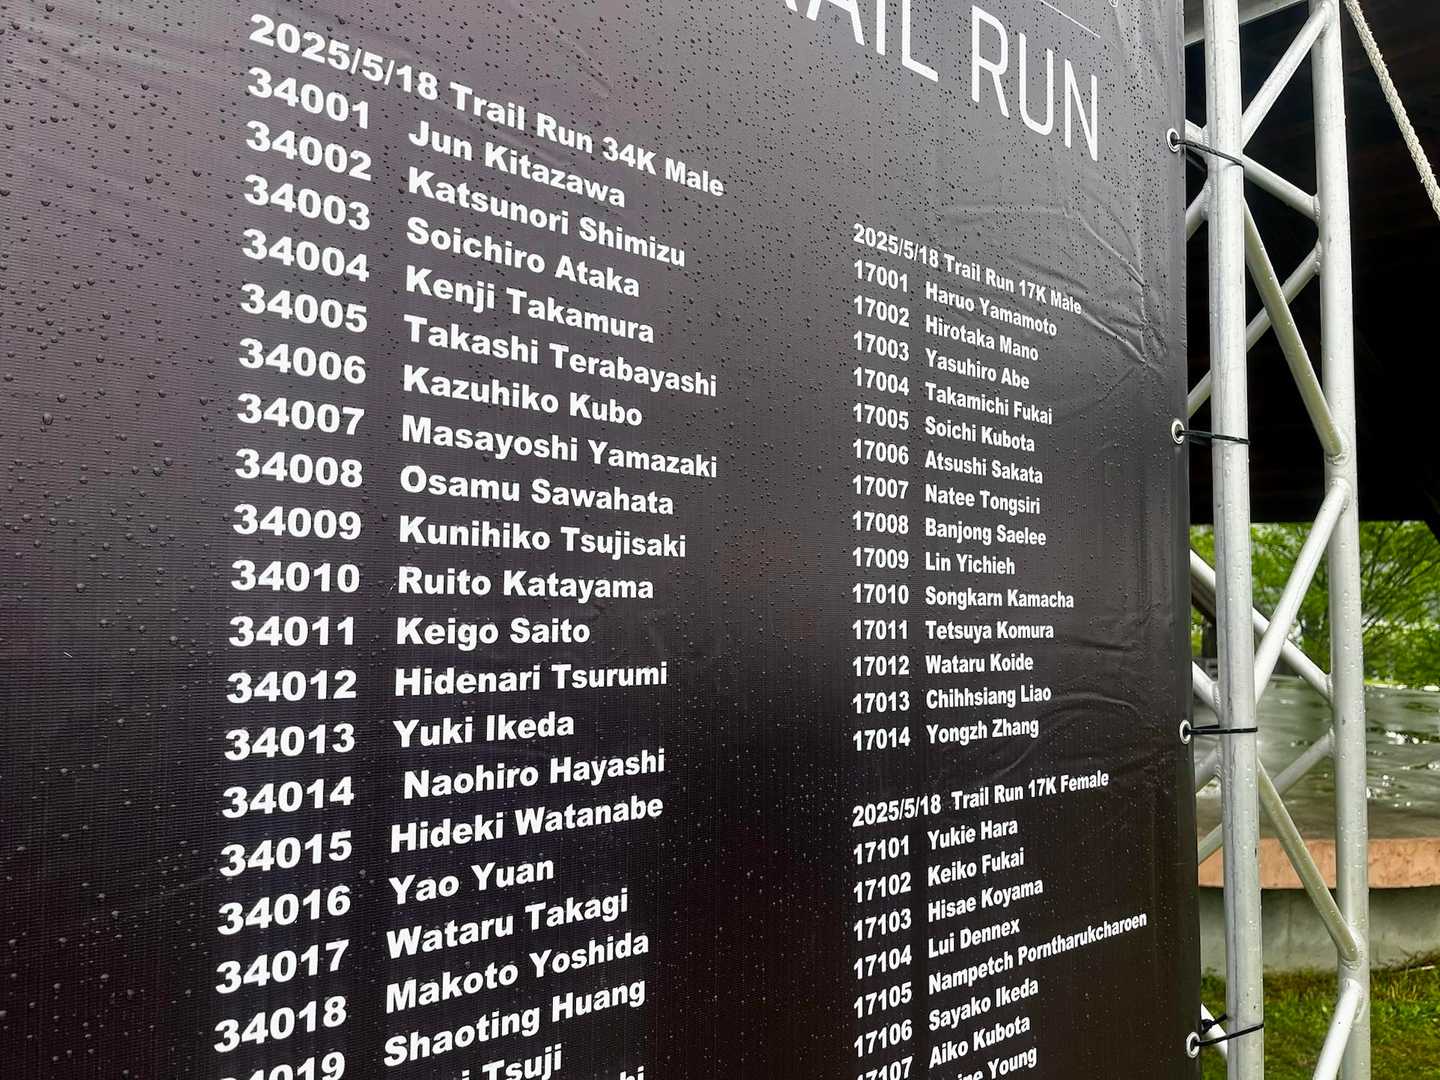 TRAIL RUN
2025/5/18 Trail Run 34K Male
34001 Jun Kitazawa
34002 Katsunori Shimizu
34003 Soichiro Ataka
34004 Kenji Takamura
34005 Takashi Terabayashi
34006 Kazuhiko Kubo
34007 Masayoshi Yamazaki
34008 Osamu Sawahata
34009 Kunihiko Tsujisaki
34010 Ruito Katayama
34011 Keigo Saito
34012 Hidenari Tsurumi
34013 Yuki Ikeda
34014 Naohiro Hayashi
34015 Hideki Watanabe
34016 Yao Yuan
34017 Wataru Takagi
34018 Makoto Yoshida
34019 Shaoting Huang
Tsuji
2025/5/18 Trail Run 17K Male
17001 Haruo Yamamoto
17002 Hirotaka Mano
17003 Yasuhiro Abe
17004 Takamichi Fukai
17005 Soichi Kubota
17006 Atsushi Sakata
17007 Natee Tongsiri
17008 Banjong Saelee
17009 Lin Yichieh
17010 Songkarn Kamacha
17011 Tetsuya Komura
17012 Wataru Koide
17013 Chihhsiang Liao
17014 Yongzh Zhang
2025/5/18 Trail Run 17K Female
17101 Yukie Hara
17102 Keiko Fukai
17103 Hisae Koyama
17104 Lui Dennex
17105 Nampetch Porntharukcharoen
17106 Sayako Ikeda
17107 Aiko Kubota
Young